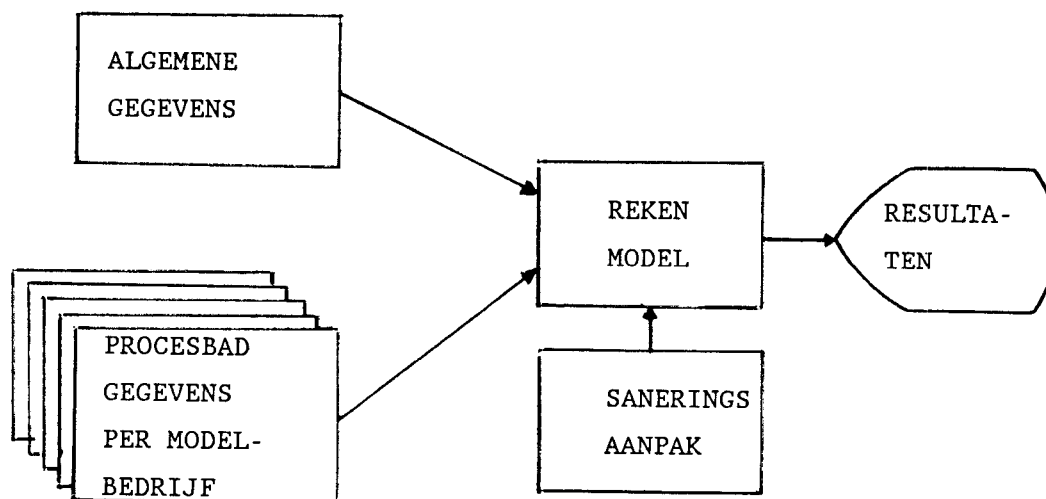 ALGEMENE
GEGEVENS
REKEN
MODEL
RESULTA-
TEN
PROCESBAD
GEGEVENS
PER MODEL-
BEDRIJF
SANERINGS
AANPAK